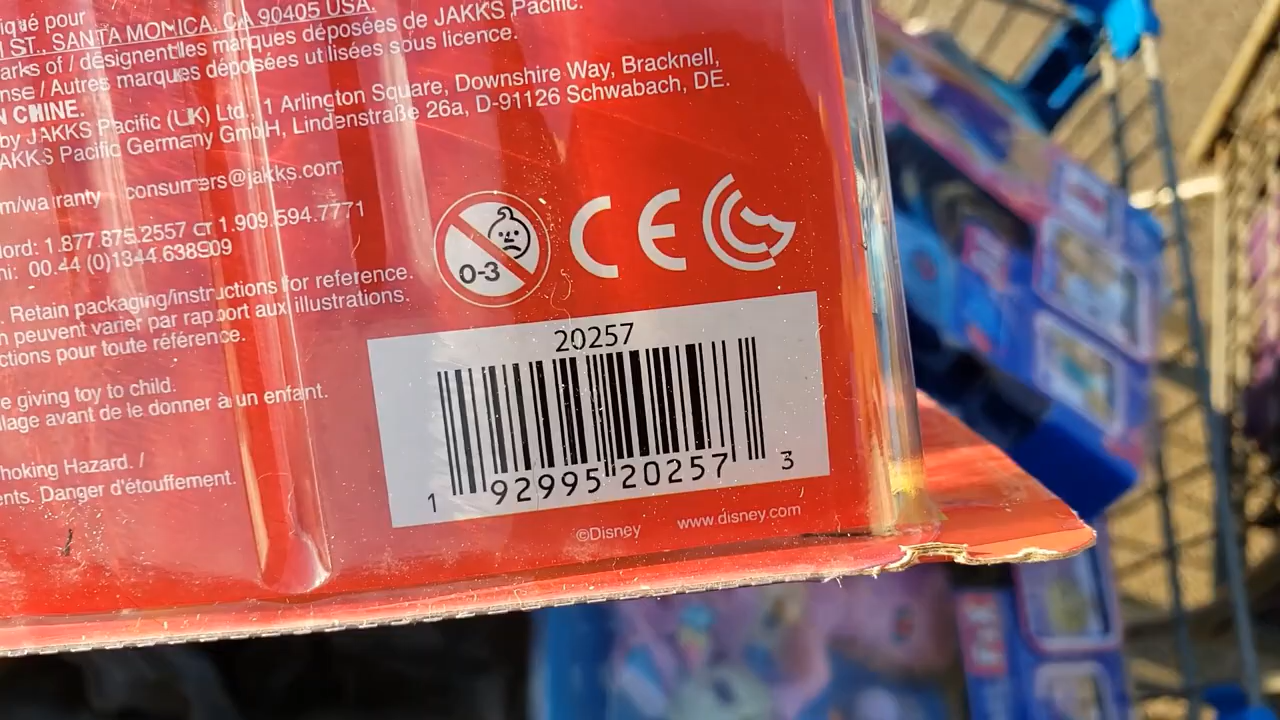 iqué pour
ST., SANTA MONICA, CA 90405 USA.
arks of / désignent les marques déposées de JAKKS Pacific.
nse / Autres marques déposées utilisées sous licence.
N CHINE.
by JAKKS Pacific (UK) Ltd., 1 Arlington Square, Downshire Way, Bracknell,
JAKKS Pacific Germany GmbH, Lindenstraße 26a, D-91126 Schwabach, DE.
m/warranty consumers@jakks.com
ord: 1.877.875.2557 or 1.909.594.7771
ni: 00.44 (0)1344.638909
. Retain packaging/instructions for reference.
n peuvent varier par rapport aux illustrations.
ctions pour toute référence.
e giving toy to child.
llage avant de le donner à un enfant.
hoking Hazard. /
ents. Danger d'étouffement.
0-3
CE
20257
1 92995 20257 3
©Disney www.disney.com